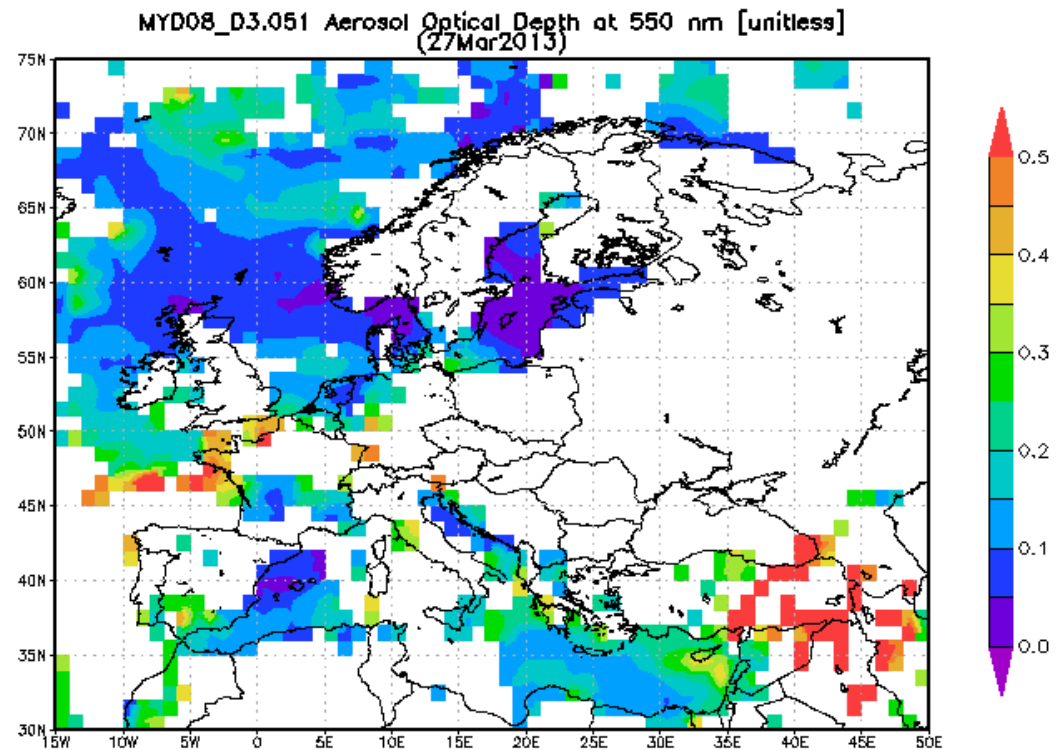 MYD08_D3.051 Aerosol Optical Depth at 550 nm [unitless]
(27Mar2013)
75N
70N
65N
60N
55N
50N
45N
40N
35N
30N
15W 10W 5W 0 5E 10E 15E 20E 25E 30E 35E 40E 45E 50E
0.5
0.4
0.3
0.2
0.1
0.0